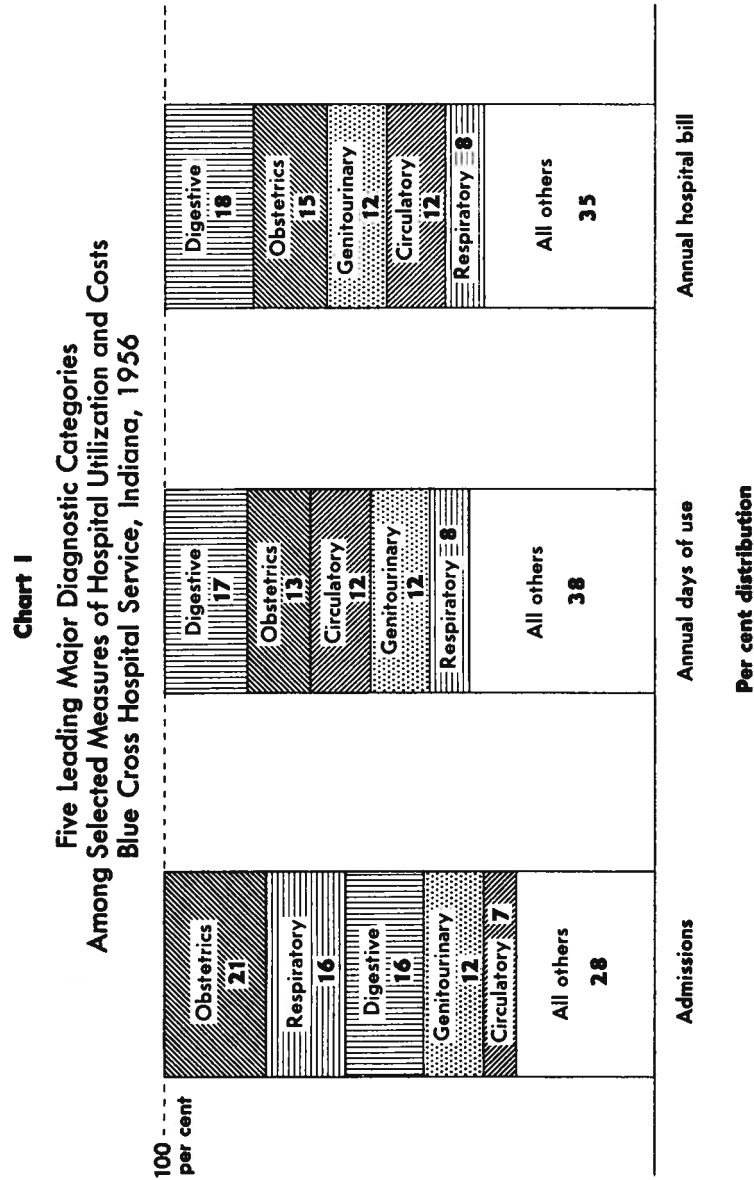 Chart I
Five Leading Major Diagnostic Categories
Among Selected Measures of Hospital Utilization and Costs
Blue Cross Hospital Service, Indiana, 1956
100
per cent
Obstetrics
21
Respiratory
16
Digestive
16
Genitourinary
12
Circulatory 7
All others
28
Admissions
Digestive
17
Obstetrics
13
Circulatory
12
Genitourinary
12
Respiratory 8
All others
38
Annual days of use
Digestive
18
Obstetrics
15
Genitourinary
12
Circulatory
12
Respiratory 8
All others
35
Annual hospital bill
Per cent distribution